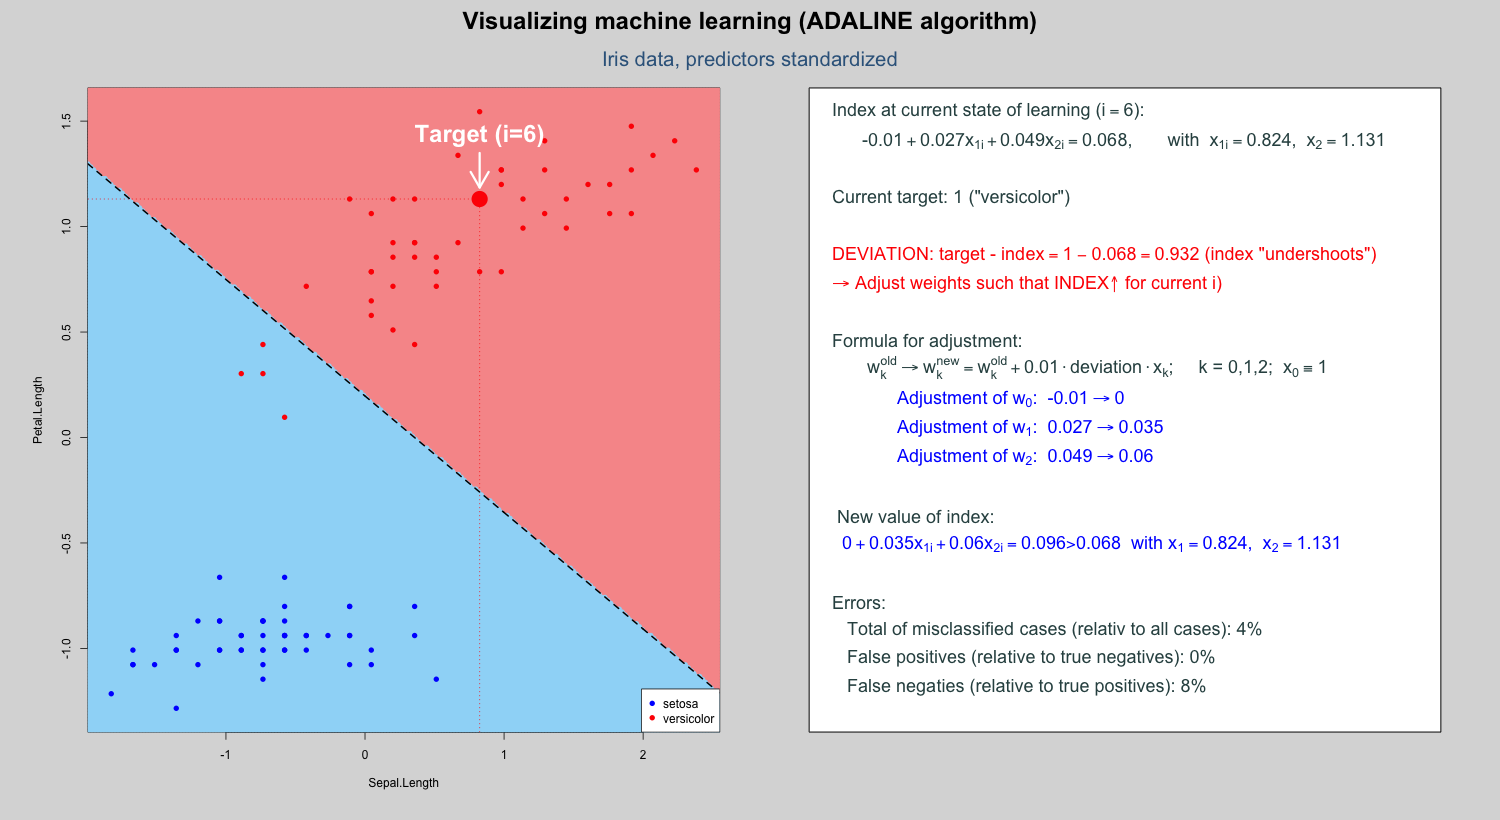 Visualizing machine learning (ADALINE algorithm)
Iris data, predictors standardized
Target (i=6)
1.5
1.0
0.5
0.0
-0.5
-1.0
Petal.Length
-1
0
1
2
Sepal.Length
setosa
versicolor
Index at current state of learning (i = 6):
-0.01 + 0.027x1i + 0.049x2i = 0.068, with x1i = 0.824, x2 = 1.131
Current target: 1 ("versicolor")
DEVIATION: target - index = 1 − 0.068 = 0.932 (index "undershoots")
→ Adjust weights such that INDEX↑ for current i)
Formula for adjustment:
w_k^old → w_k^new = w_k^old + 0.01 · deviation · x_k; k = 0,1,2; x0 ≡ 1
Adjustment of w0: -0.01 → 0
Adjustment of w1: 0.027 → 0.035
Adjustment of w2: 0.049 → 0.06
New value of index:
0 + 0.035x1i + 0.06x2i = 0.096>0.068 with x1 = 0.824, x2 = 1.131
Errors:
Total of misclassified cases (relativ to all cases): 4%
False positives (relative to true negatives): 0%
False negaties (relative to true positives): 8%